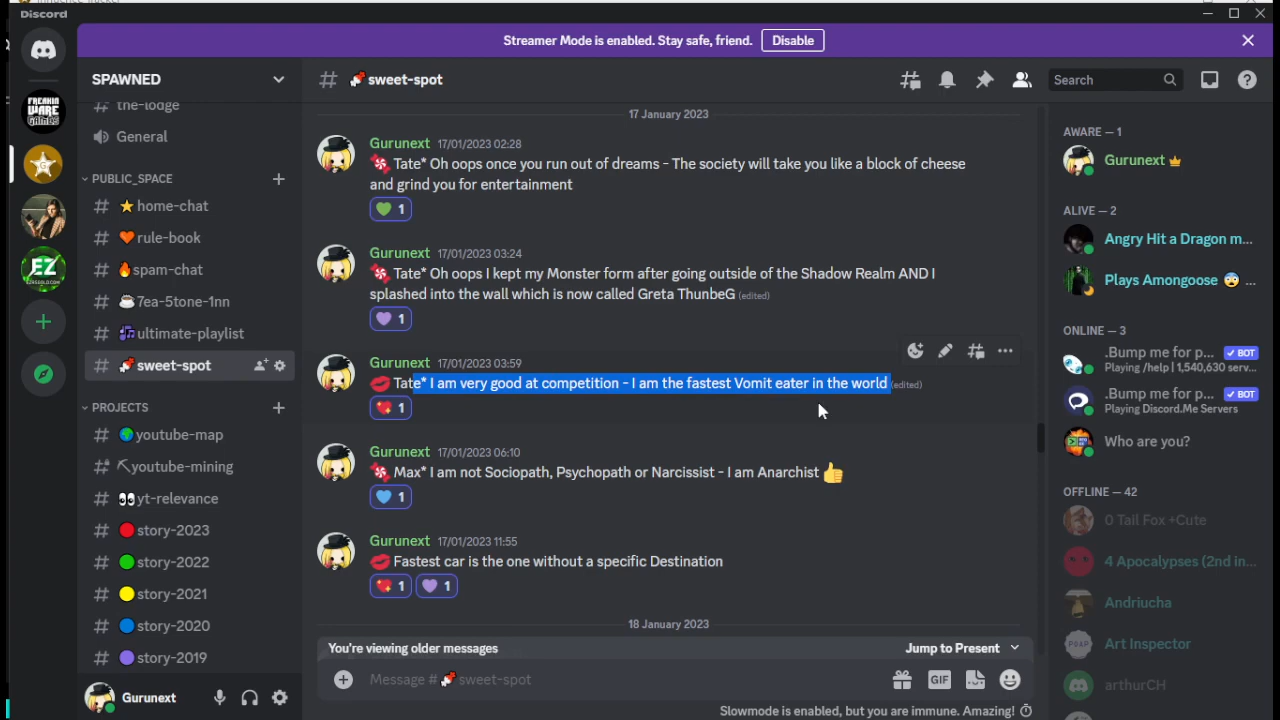 Discord
Streamer Mode is enabled. Stay safe, friend.
Disable
FREAKIN
WARE
GAMES
EZ
SPAWNED
the-lodge
General
PUBLIC_SPACE
⭐home-chat
🧡rule-book
🔥spam-chat
☕7ea-5tone-1nn
🎶ultimate-playlist
sweet-spot
PROJECTS
🌍youtube-map
⛏youtube-mining
👀yt-relevance
🔴story-2023
🟢story-2022
🟡story-2021
🔵story-2020
🟣story-2019
Gurunext
# sweet-spot
Search
17 January 2023
Gurunext 17/01/2023 02:28
🍬 Tate* Oh oops once you run out of dreams - The society will take you like a block of cheese
and grind you for entertainment
💚 1
Gurunext 17/01/2023 03:24
🍬 Tate* Oh oops I kept my Monster form after going outside of the Shadow Realm AND I
splashed into the wall which is now called Greta ThunbeG (edited)
💜 1
Gurunext 17/01/2023 03:59
💋 Tate* I am very good at competition - I am the fastest Vomit eater in the world (edited)
💖 1
Gurunext 17/01/2023 06:10
🍬 Max* I am not Sociopath, Psychopath or Narcissist - I am Anarchist 👍
💙 1
Gurunext 17/01/2023 11:55
💋 Fastest car is the one without a specific Destination
💖 1 💜 1
18 January 2023
You're viewing older messages
Jump to Present
Message # sweet-spot
GIF
Slowmode is enabled, but you are immune. Amazing!
AWARE — 1
Gurunext
ALIVE — 2
Angry Hit a Dragon m...
Plays Amongoose 😨 ...
ONLINE — 3
.Bump me for p... ✓ BOT
Playing /help | 1,540,630 serv...
.Bump me for p... ✓ BOT
Playing Discord.Me Servers
Who are you?
OFFLINE — 42
0 Tall Fox +Cute
4 Apocalypses (2nd in...
Andriucha
Art Inspector
arthurCH